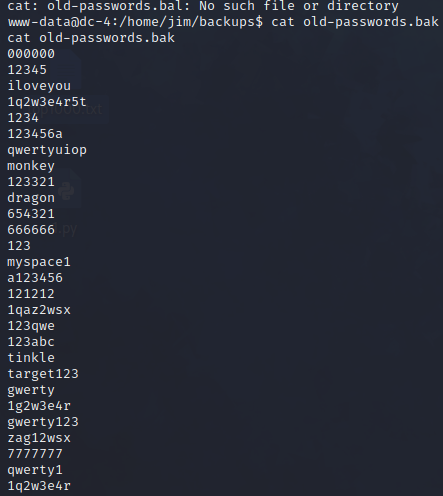 cat: old-passwords.bal: No such file or directory
www-data@dc-4:/home/jim/backups$ cat old-passwords.bak
cat old-passwords.bak
000000
12345
iloveyou
1q2w3e4r5t
1234
123456a
qwertyuiop
monkey
123321
dragon
654321
666666
123
myspace1
a123456
121212
1qaz2wsx
123qwe
123abc
tinkle
target123
gwerty
1g2w3e4r
gwerty123
zag12wsx
7777777
qwerty1
1q2w3e4r